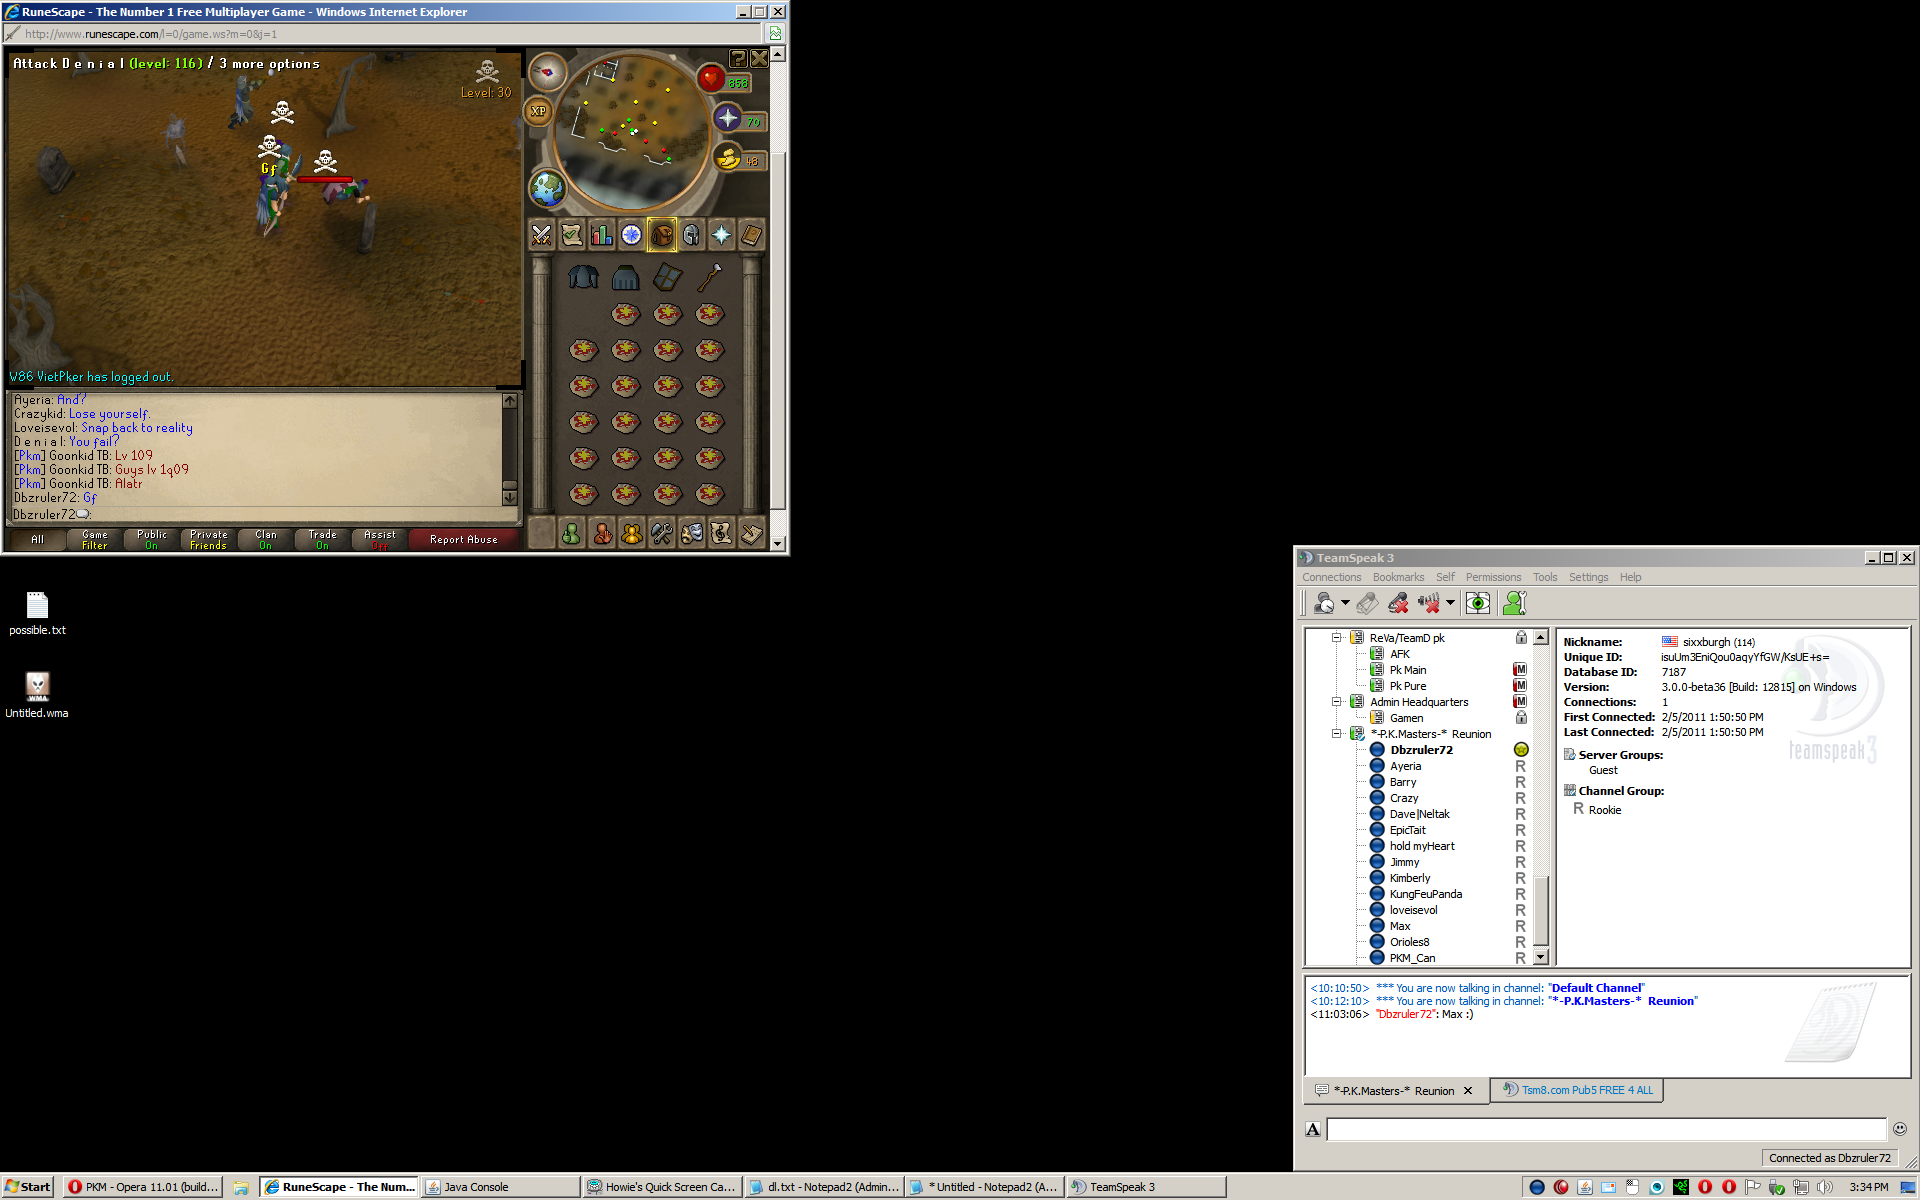 RuneScape - The Number 1 Free Multiplayer Game - Windows Internet Explorer
http://www.runescape.com/l=0/game.ws?m=0&j=1
Attack D e n i a l (level: 116) / 3 more options
Level: 30
Gf
W86 VietPker has logged out.
858
XP
70
48
Ayeria: And?
Crazykid: Lose yourself.
Loveisevol: Snap back to reality
D e n i a l: You fail?
[Pkm] Goonkid TB: Lv 109
[Pkm] Goonkid TB: Guys lv 1q09
[Pkm] Goonkid TB: Alatr
Dbzruler72: Gf
Dbzruler72:
All
Game
Filter
Public
On
Private
Friends
Clan
On
Trade
On
Assist
Off
Report Abuse
possible.txt
WMA
Untitled.wma
TeamSpeak 3
Connections Bookmarks Self Permissions Tools Settings Help
ReVa/TeamD pk
AFK
Pk Main M
Pk Pure M
Admin Headquarters M
Gamen
*-P.K.Masters-* Reunion
Dbzruler72
Ayeria R
Barry R
Crazy R
Dave|Neltak R
EpicTait R
hold myHeart R
Jimmy R
Kimberly R
KungFeuPanda R
loveisevol R
Max R
Orioles8 R
PKM_Can R
Nickname: sixxburgh (114)
Unique ID: isuUm3EniQou0aqyYfGW/KsUE+s=
Database ID: 7187
Version: 3.0.0-beta36 [Build: 12815] on Windows
Connections: 1
First Connected: 2/5/2011 1:50:50 PM
Last Connected: 2/5/2011 1:50:50 PM
teamspeak 3
Server Groups:
Guest
Channel Group:
R Rookie
<10:10:50> *** You are now talking in channel: "Default Channel"
<10:12:10> *** You are now talking in channel: "*-P.K.Masters-* Reunion"
<11:03:06> "Dbzruler72": Max :)
*-P.K.Masters-* Reunion X
Tsm8.com Pub5 FREE 4 ALL
A
Connected as Dbzruler72
Start
PKM - Opera 11.01 (build...
RuneScape - The Num...
Java Console
Howie's Quick Screen Ca...
dl.txt - Notepad2 (Admin...
* Untitled - Notepad2 (A...
TeamSpeak 3
3:34 PM